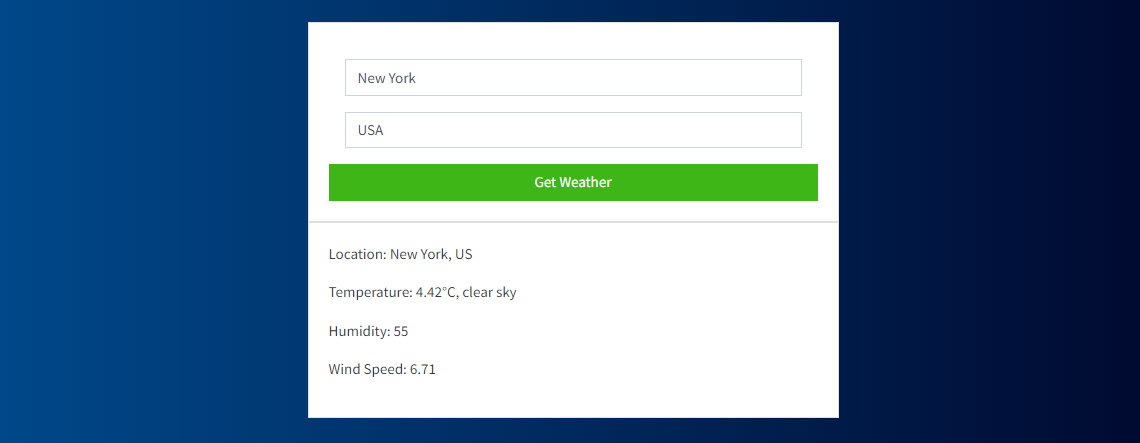 New York
USA
Get Weather
Location: New York, US
Temperature: 4.42°C, clear sky
Humidity: 55
Wind Speed: 6.71